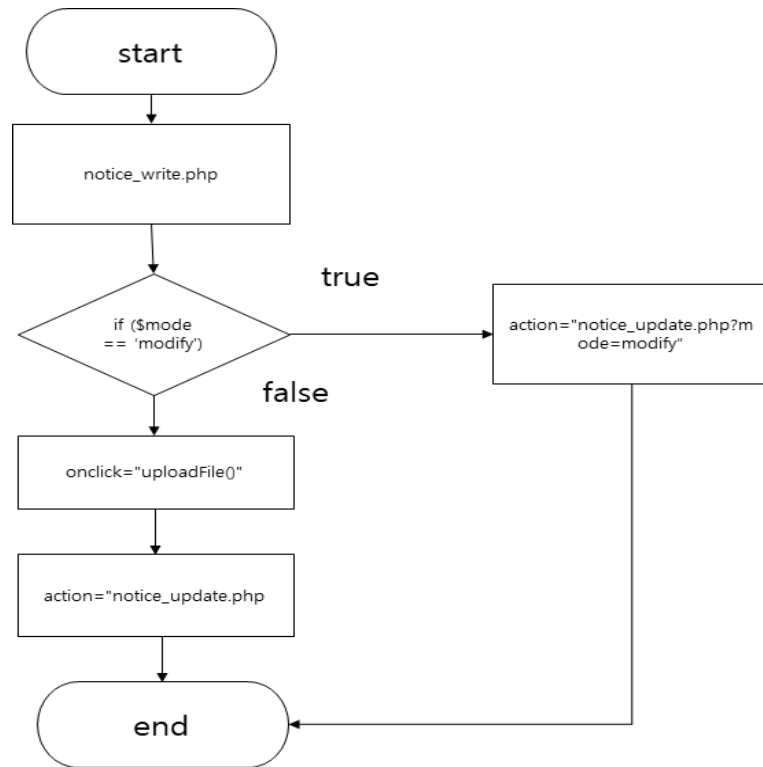 start
notice_write.php
true
if ($mode
== 'modify')
action="notice_update.php?m
ode=modify"
false
onclick="uploadFile()"
action="notice_update.php
end